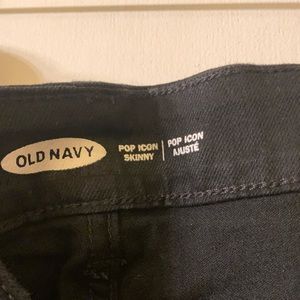 OLD NAVY
POP ICON
SKINNY
POP ICON
AJUSTÉ